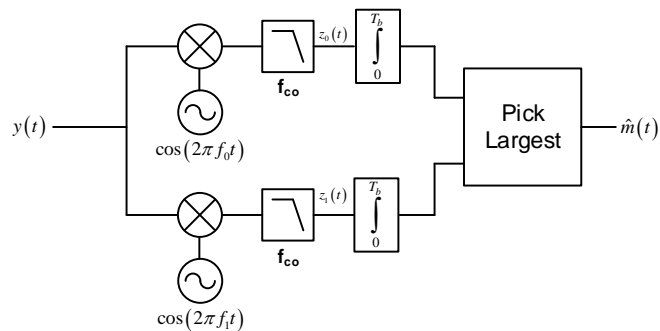 y(t)
cos(2πf₀t)
f_co
z₀(t)
∫₀^{T_b}
cos(2πf₁t)
f_co
z₁(t)
∫₀^{T_b}
Pick
Largest
m̂(t)